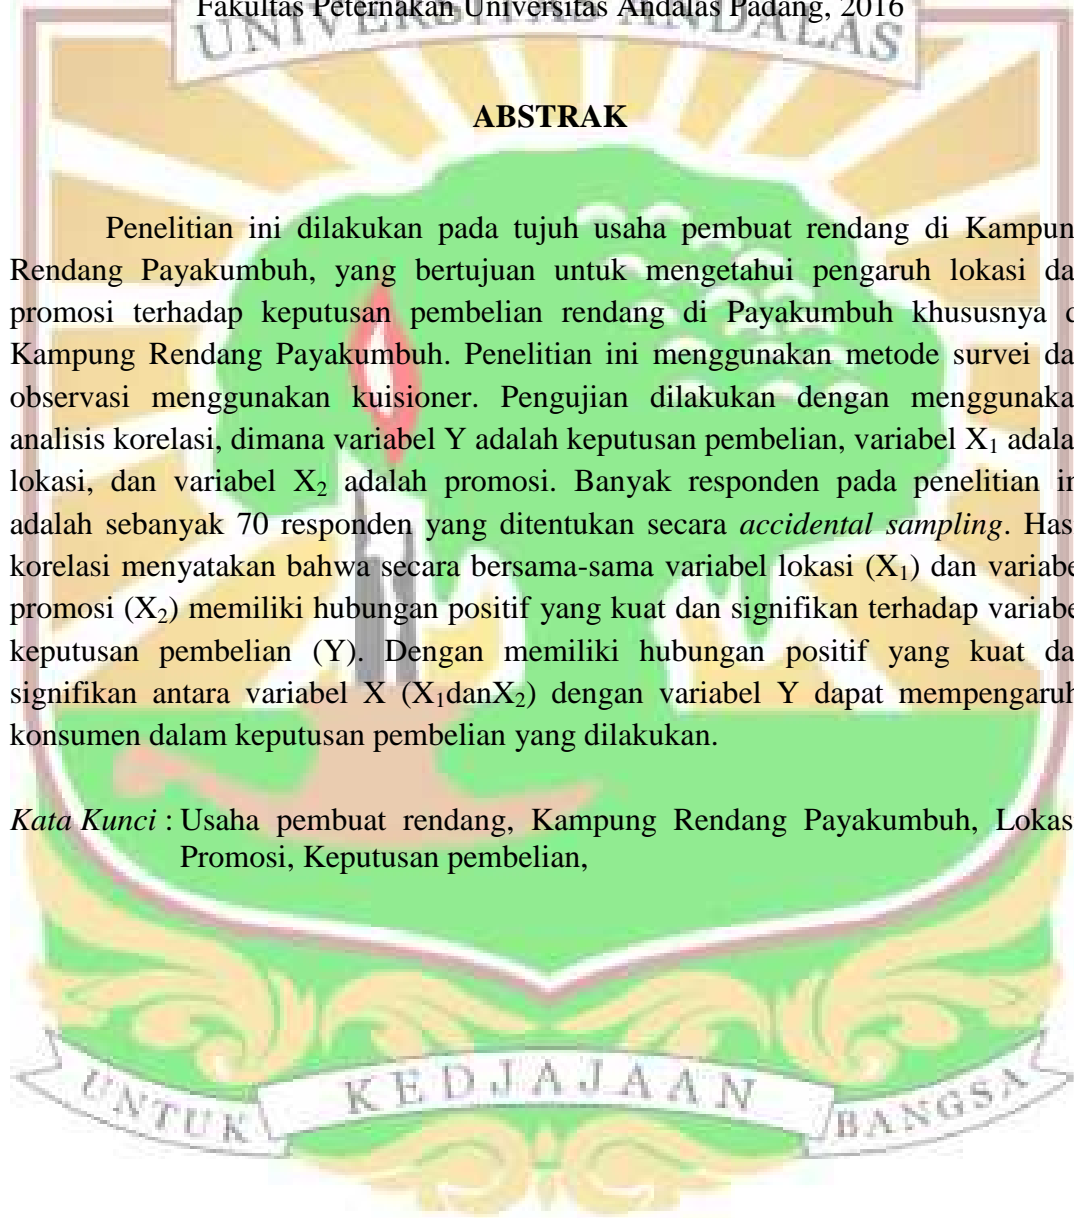 Fakultas Peternakan Universitas Andalas Padang, 2016
UNIVERSITAS ANDALAS
ABSTRAK
Penelitian ini dilakukan pada tujuh usaha pembuat rendang di Kampun
Rendang Payakumbuh, yang bertujuan untuk mengetahui pengaruh lokasi da
promosi terhadap keputusan pembelian rendang di Payakumbuh khususnya d
Kampung Rendang Payakumbuh. Penelitian ini menggunakan metode survei da
observasi menggunakan kuisioner. Pengujian dilakukan dengan menggunaka
analisis korelasi, dimana variabel Y adalah keputusan pembelian, variabel X₁ adala
lokasi, dan variabel X₂ adalah promosi. Banyak responden pada penelitian in
adalah sebanyak 70 responden yang ditentukan secara accidental sampling. Has
korelasi menyatakan bahwa secara bersama-sama variabel lokasi (X₁) dan variabe
promosi (X₂) memiliki hubungan positif yang kuat dan signifikan terhadap variabe
keputusan pembelian (Y). Dengan memiliki hubungan positif yang kuat da
signifikan antara variabel X (X₁danX₂) dengan variabel Y dapat mempengaruh
konsumen dalam keputusan pembelian yang dilakukan.
Kata Kunci : Usaha pembuat rendang, Kampung Rendang Payakumbuh, Lokas
Promosi, Keputusan pembelian,
UNTUK KEDJAJAAN BANGSA